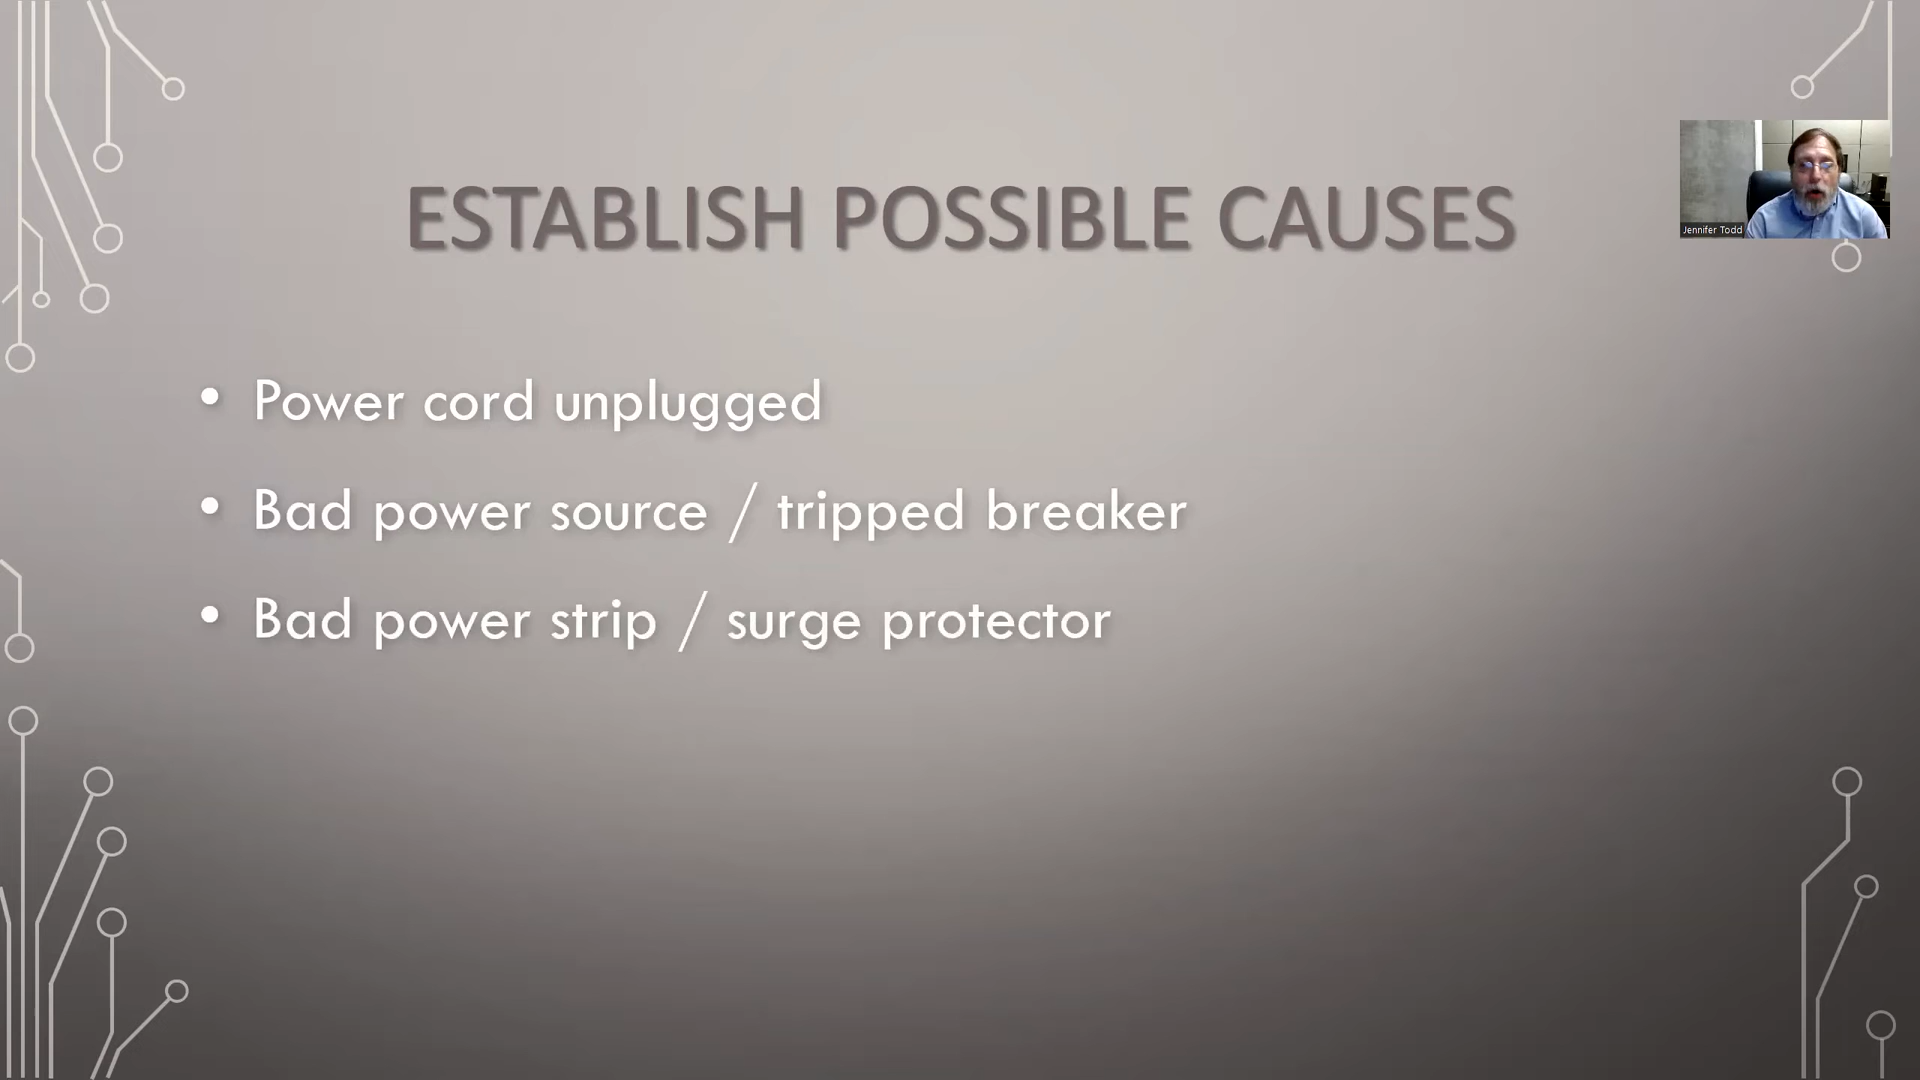 ESTABLISH POSSIBLE CAUSES
Jennifer Todd
• Power cord unplugged
• Bad power source / tripped breaker
• Bad power strip / surge protector